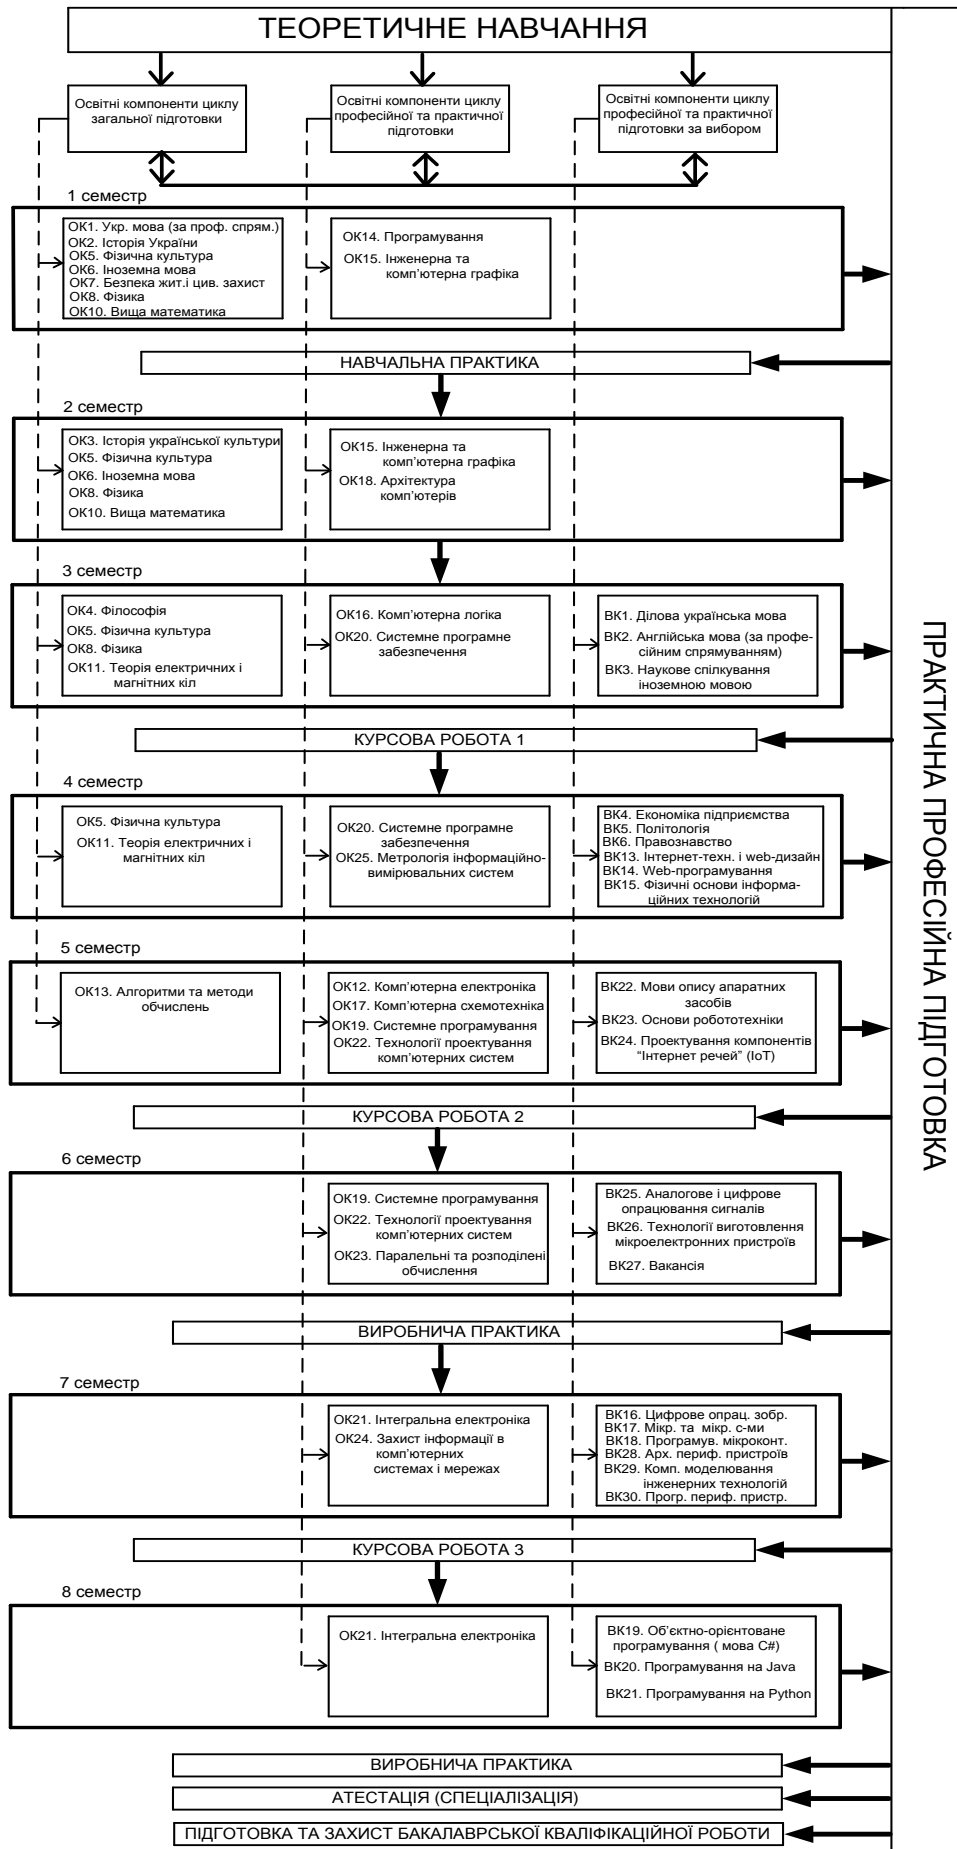 ТЕОРЕТИЧНЕ НАВЧАННЯ
Освітні компоненти циклу
загальної підготовки
Освітні компоненти циклу
професійної та практичної
підготовки
Освітні компоненти циклу
професійної та практичної
підготовки за вибором
1 семестр
ОК1. Укр. мова (за проф. спрям.)
ОК2. Історія України
ОК5. Фізична культура
ОК6. Іноземна мова
ОК7. Безпека жит.і цив. захист
ОК8. Фізика
ОК10. Вища математика
ОК14. Програмування
ОК15. Інженерна та
комп’ютерна графіка
НАВЧАЛЬНА ПРАКТИКА
2 семестр
ОК3. Історія української культури
ОК5. Фізична культура
ОК6. Іноземна мова
ОК8. Фізика
ОК10. Вища математика
ОК15. Інженерна та
комп’ютерна графіка
ОК18. Архітектура
комп’ютерів
3 семестр
ОК4. Філософія
ОК5. Фізична культура
ОК8. Фізика
ОК11. Теорія електричних і
магнітних кіл
ОК16. Комп’ютерна логіка
ОК20. Системне програмне
забезпечення
ВК1. Ділова українська мова
ВК2. Англійська мова (за профе-
сійним спрямуванням)
ВК3. Наукове спілкування
іноземною мовою
КУРСОВА РОБОТА 1
4 семестр
ОК5. Фізична культура
ОК11. Теорія електричних і
магнітних кіл
ОК20. Системне програмне
забезпечення
ОК25. Метрологія інформаційно-
вимірювальних систем
ВК4. Економіка підприємства
ВК5. Політологія
ВК6. Правознавство
ВК13. Інтернет-техн. і web-дизайн
ВК14. Web-програмування
ВК15. Фізичні основи інформа-
ційних технологій
5 семестр
ОК13. Алгоритми та методи
обчислень
ОК12. Комп’ютерна електроніка
ОК17. Комп’ютерна схемотехніка
ОК19. Системне програмування
ОК22. Технології проектування
комп’ютерних систем
ВК22. Мови опису апаратних
засобів
ВК23. Основи робототехніки
ВК24. Проектування компонентів
“Інтернет речей” (IoT)
КУРСОВА РОБОТА 2
6 семестр
ОК19. Системне програмування
ОК22. Технології проектування
комп’ютерних систем
ОК23. Паралельні та розподілені
обчислення
ВК25. Аналогове і цифрове
опрацювання сигналів
ВК26. Технології виготовлення
мікроелектронних пристроїв
ВК27. Вакансія
ВИРОБНИЧА ПРАКТИКА
7 семестр
ОК21. Інтегральна електроніка
ОК24. Захист інформації в
комп’ютерних
системах і мережах
ВК16. Цифрове опрац. зобр.
ВК17. Мікр. та мікр. с-ми
ВК18. Програмув. мікроконт.
ВК28. Арх. периф. пристроїв
ВК29. Комп. моделювання
інженерних технологій
ВК30. Прогр. периф. пристр.
КУРСОВА РОБОТА 3
8 семестр
ОК21. Інтегральна електроніка
ВК19. Об’єктно-орієнтоване
програмування ( мова C#)
ВК20. Програмування на Java
ВК21. Програмування на Python
ВИРОБНИЧА ПРАКТИКА
АТЕСТАЦІЯ (СПЕЦІАЛІЗАЦІЯ)
ПІДГОТОВКА ТА ЗАХИСТ БАКАЛАВРСЬКОЇ КВАЛІФІКАЦІЙНОЇ РОБОТИ
ПРАКТИЧНА ПРОФЕСІЙНА ПІДГОТОВКА